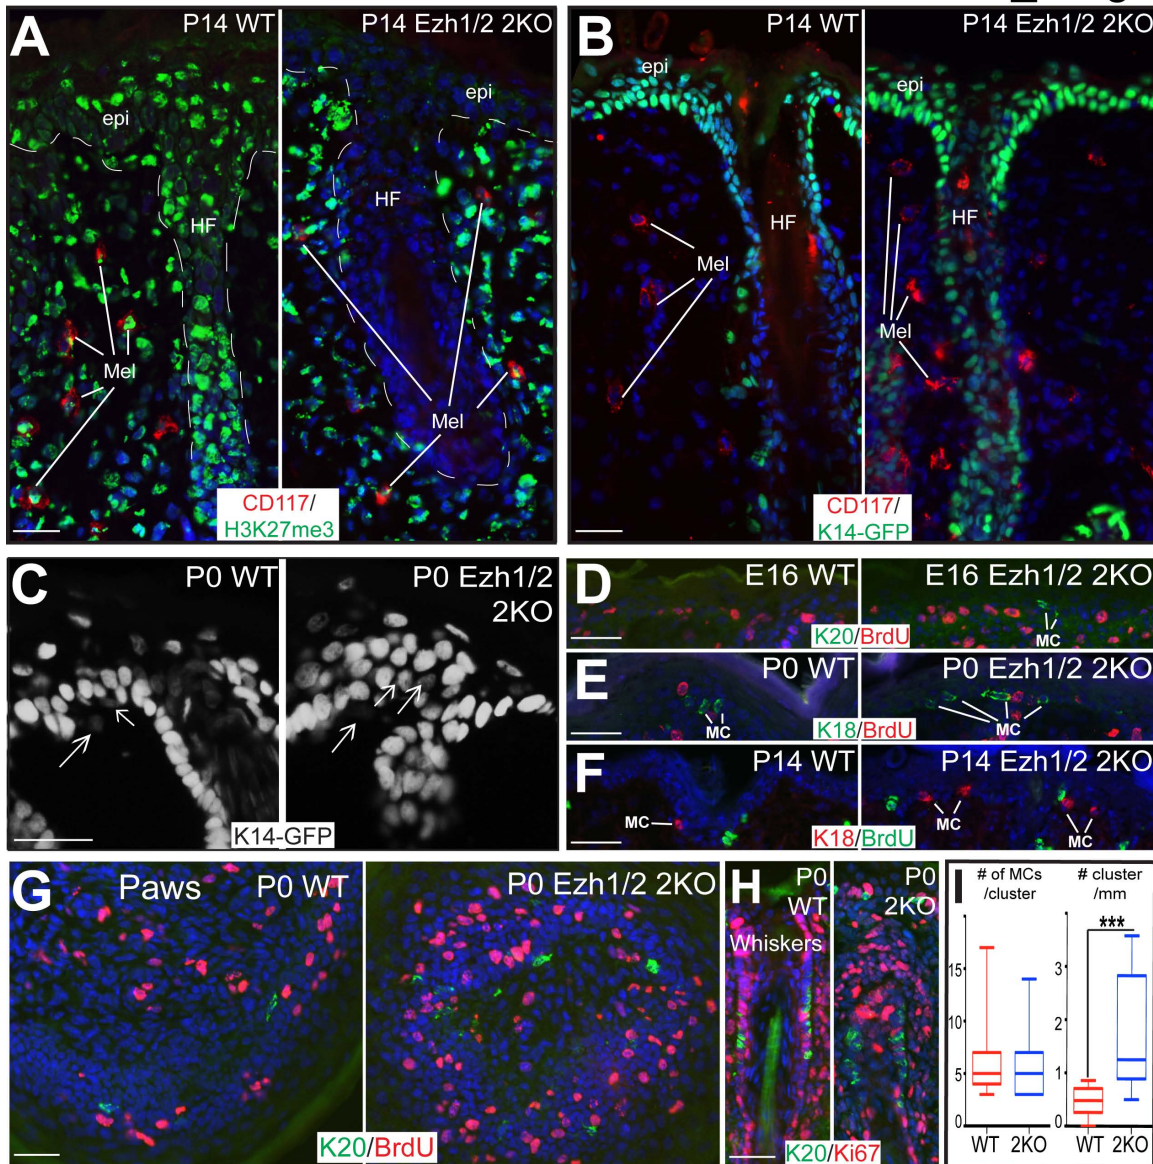 A
P14 WT
P14 Ezh1/2 2KO
epi
epi
HF
HF
Mel
Mel
CD117/
H3K27me3
B
P14 WT
P14 Ezh1/2 2KO
epi
epi
HF
HF
Mel
Mel
CD117/
K14-GFP
C
P0 WT
P0 Ezh1/2
2KO
K14-GFP
D
E16 WT
E16 Ezh1/2 2KO
K20/BrdU
MC
E
P0 WT
P0 Ezh1/2 2KO
MC
K18/BrdU
MC
F
P14 WT
P14 Ezh1/2 2KO
MC
K18/BrdU
MC
MC
G
Paws
P0 WT
P0 Ezh1/2 2KO
K20/BrdU
H
P0
WT
P0
2KO
Whiskers
K20/Ki67
I
# of MCs
/cluster
15
10
5
0
WT
2KO
# cluster
/mm
***
3
2
1
0
WT
2KO